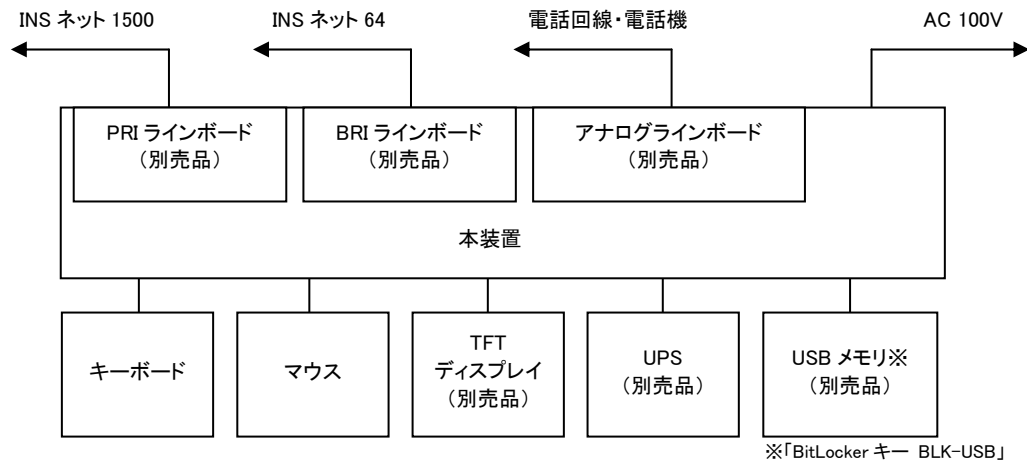 INS ネット 1500
INS ネット 64
電話回線・電話機
AC 100V
PRI ラインボード
（別売品）
BRI ラインボード
（別売品）
アナログラインボード
（別売品）
本装置
キーボード
マウス
TFT
ディスプレイ
（別売品）
UPS
（別売品）
USB メモリ※
（別売品）
※「BitLocker キー BLK-USB」